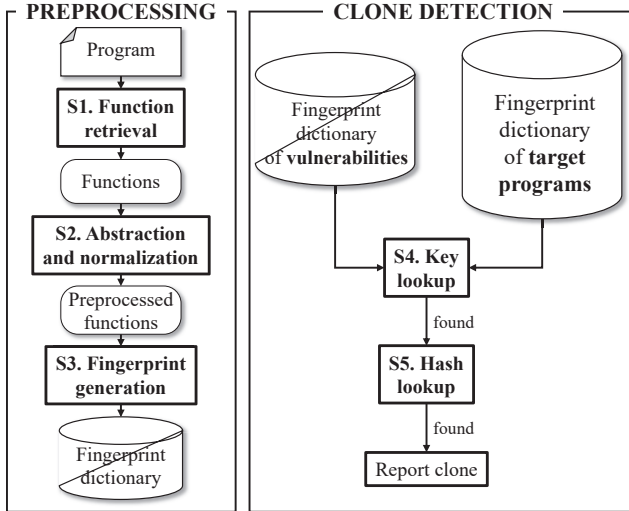 PREPROCESSING
Program
S1. Function
retrieval
Functions
S2. Abstraction
and normalization
Preprocessed
functions
S3. Fingerprint
generation
Fingerprint
dictionary
CLONE DETECTION
Fingerprint
dictionary
of vulnerabilities
Fingerprint
dictionary
of target
programs
S4. Key
lookup
found
S5. Hash
lookup
found
Report clone